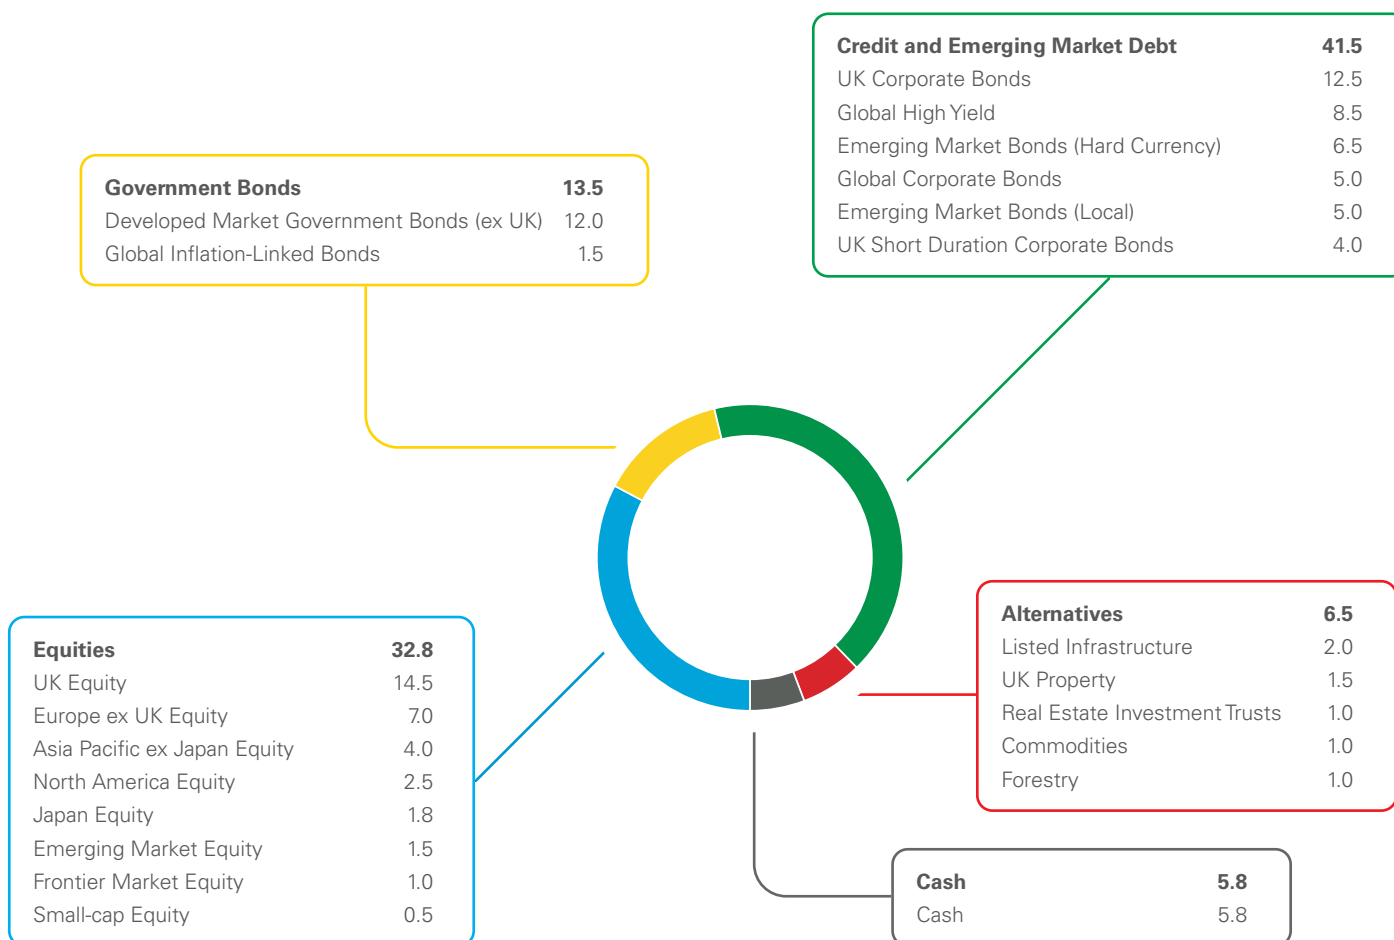 Credit and Emerging Market Debt 41.5
UK Corporate Bonds 12.5
Global High Yield 8.5
Emerging Market Bonds (Hard Currency) 6.5
Global Corporate Bonds 5.0
Emerging Market Bonds (Local) 5.0
UK Short Duration Corporate Bonds 4.0
Government Bonds 13.5
Developed Market Government Bonds (ex UK) 12.0
Global Inflation-Linked Bonds 1.5
Equities 32.8
UK Equity 14.5
Europe ex UK Equity 7.0
Asia Pacific ex Japan Equity 4.0
North America Equity 2.5
Japan Equity 1.8
Emerging Market Equity 1.5
Frontier Market Equity 1.0
Small-cap Equity 0.5
Alternatives 6.5
Listed Infrastructure 2.0
UK Property 1.5
Real Estate Investment Trusts 1.0
Commodities 1.0
Forestry 1.0
Cash 5.8
Cash 5.8